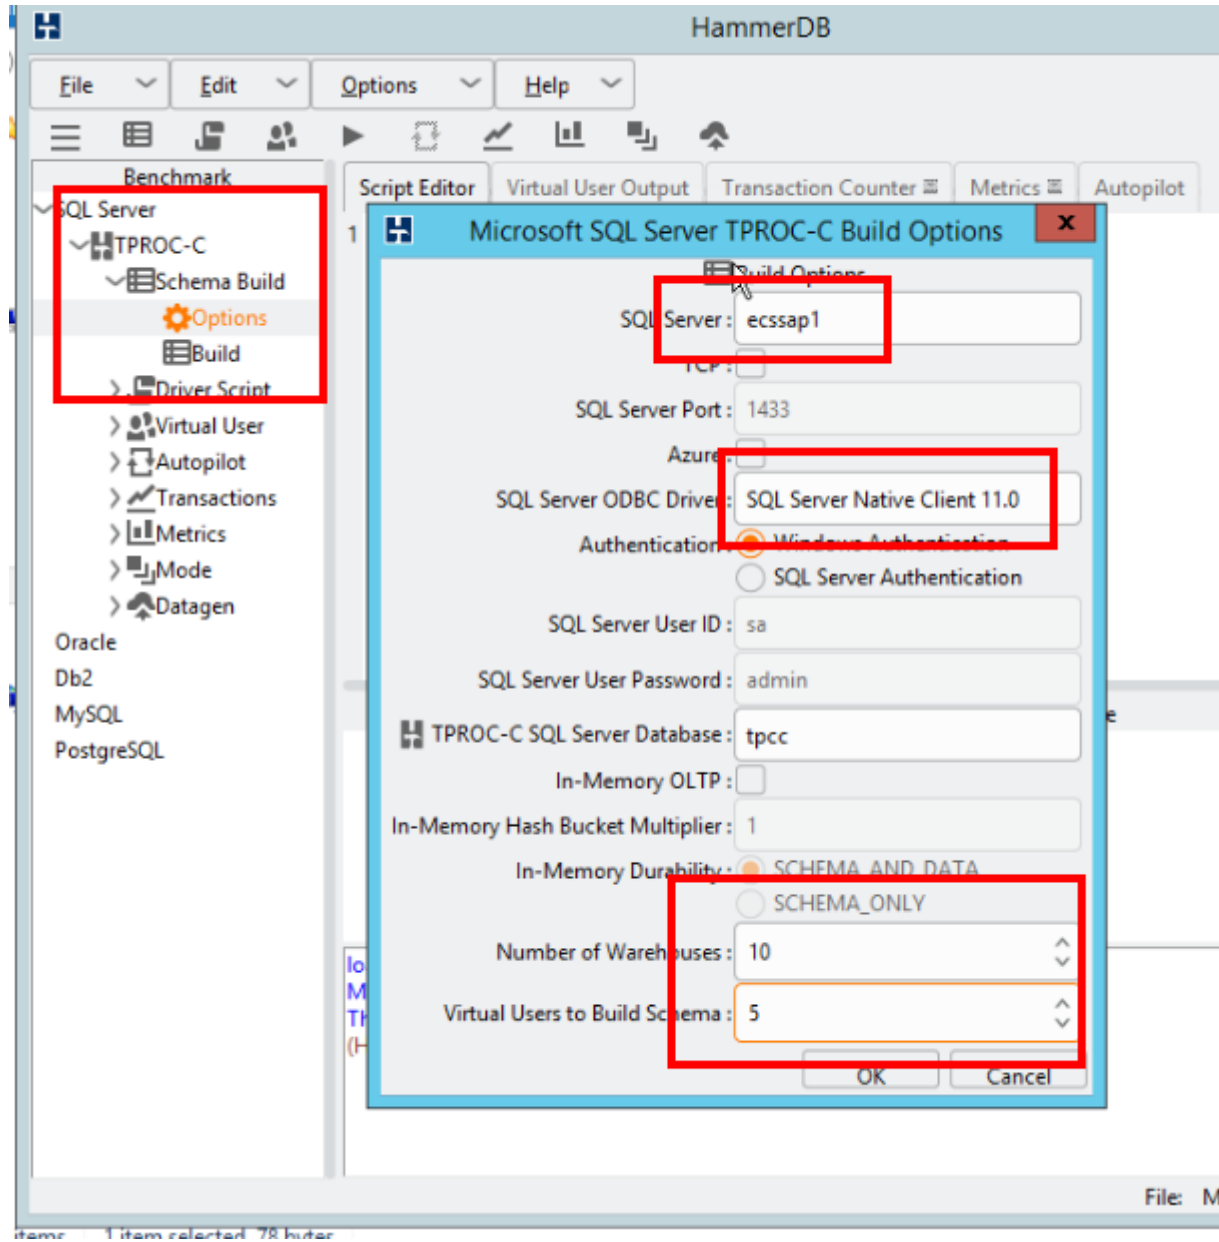 HammerDB
File Edit Options Help
Benchmark
SQL Server
TPROC-C
Schema Build
Options
Build
Driver Script
Virtual User
Autopilot
Transactions
Metrics
Mode
Datagen
Oracle
Db2
MySQL
PostgreSQL
Script Editor Virtual User Output Transaction Counter Metrics Autopilot
1
Microsoft SQL Server TPROC-C Build Options
Build Options
SQL Server : ecssap1
TCP :
SQL Server Port : 1433
Azure :
SQL Server ODBC Driver : SQL Server Native Client 11.0
Authentication : Windows Authentication
SQL Server Authentication
SQL Server User ID : sa
SQL Server User Password : admin
TPROC-C SQL Server Database : tpcc
In-Memory OLTP :
In-Memory Hash Bucket Multiplier : 1
In-Memory Durability : SCHEMA_AND_DATA
SCHEMA_ONLY
Number of Warehouses : 10
Virtual Users to Build Schema : 5
OK Cancel
File: M
items 1 item selected 78 bytes